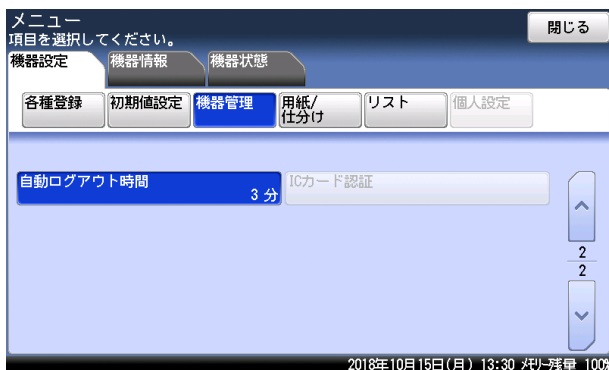 メニュー
項目を選択してください。
閉じる
機器設定
機器情報
機器状態
各種登録
初期値設定
機器管理
用紙/
仕分け
リスト
個人設定
自動ログアウト時間
3 分
ICカード認証
2
2
2018年10月15日(月) 13:30 ﾒﾓﾘｰ残量 100%